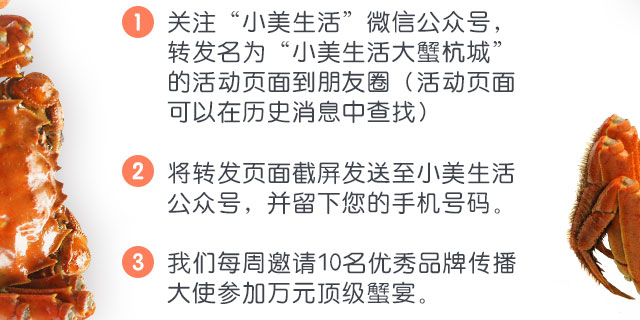 1 关注“小美生活”微信公众号，
转发名为“小美生活大蟹杭城”
的活动页面到朋友圈（活动页面
可以在历史消息中查找）
2 将转发页面截屏发送至小美生活
公众号，并留下您的手机号码。
3 我们每周邀请10名优秀品牌传播
大使参加万元顶级蟹宴。